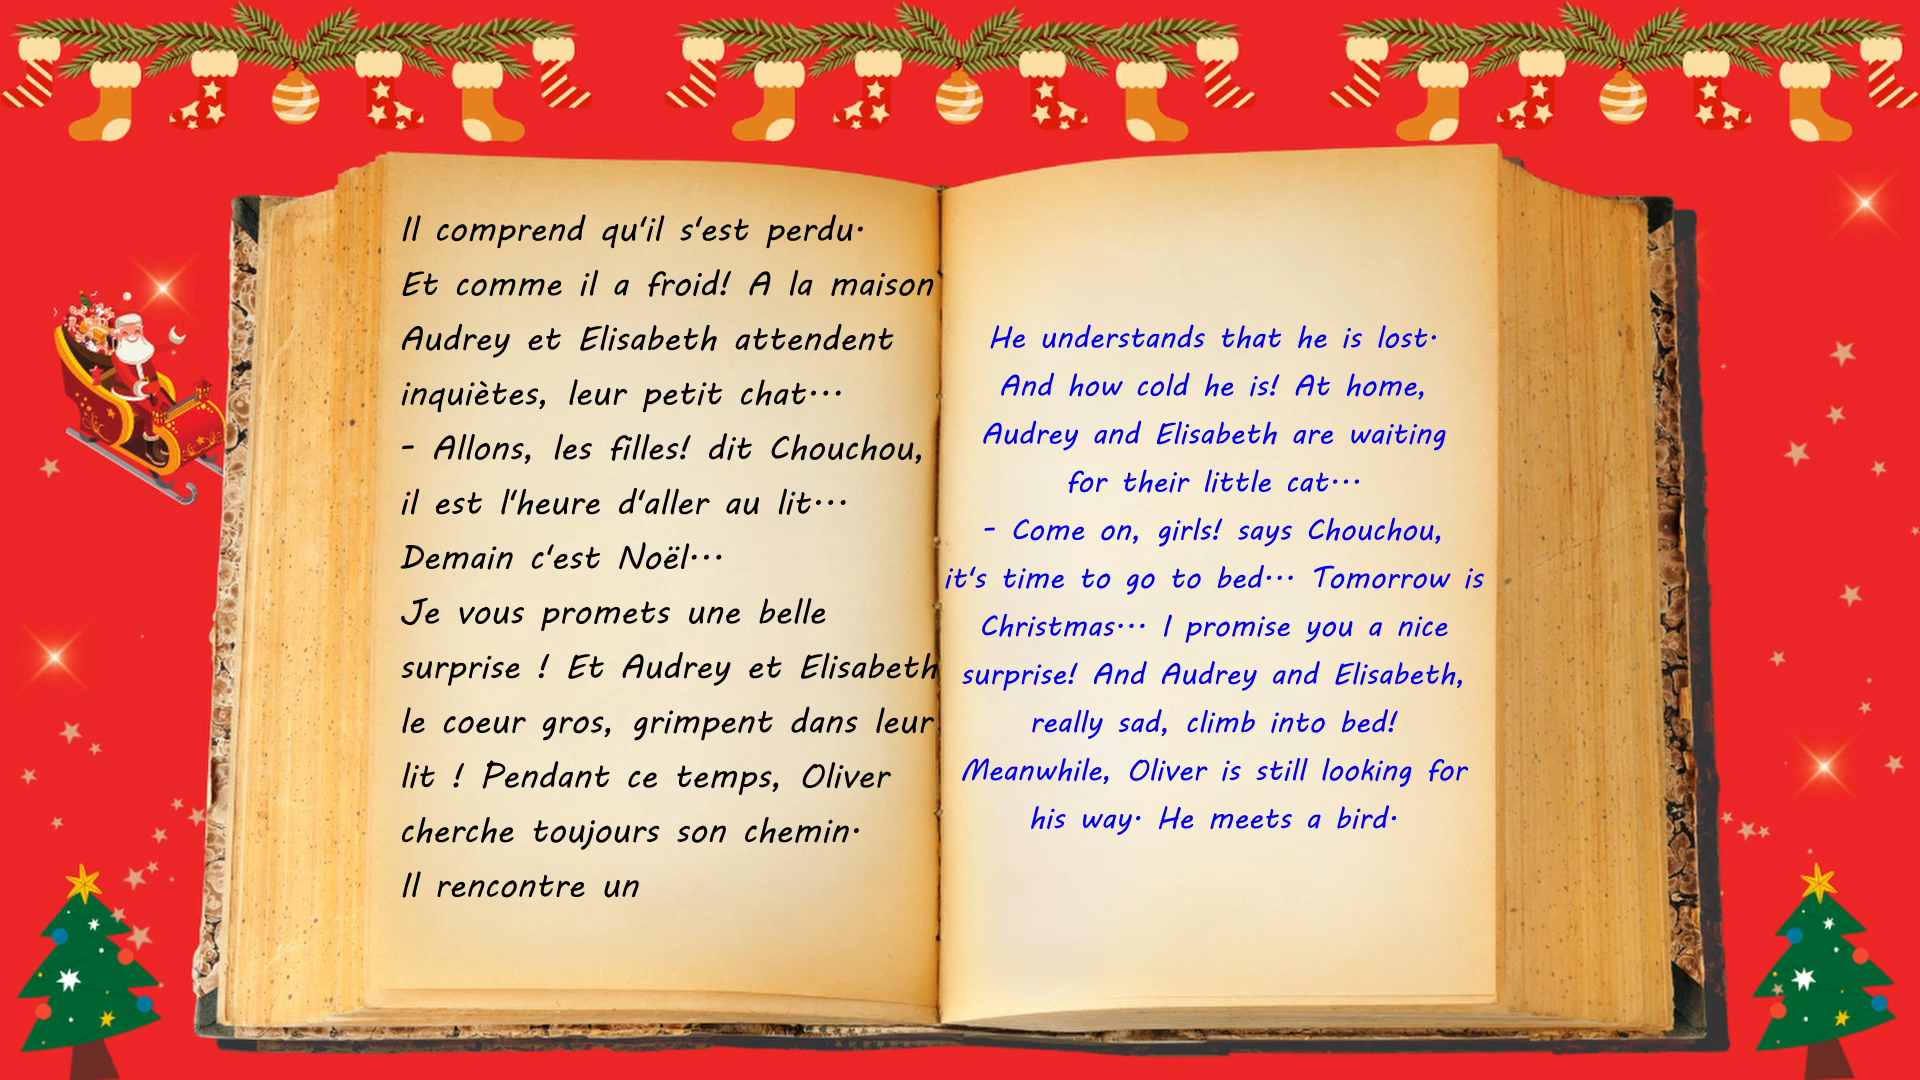 Il comprend qu'il s'est perdu.
Et comme il a froid! A la maison
Audrey et Elisabeth attendent
inquiètes, leur petit chat...
- Allons, les filles! dit Chouchou,
il est l'heure d'aller au lit...
Demain c'est Noël...
Je vous promets une belle
surprise ! Et Audrey et Elisabeth
le coeur gros, grimpent dans leur
lit ! Pendant ce temps, Oliver
cherche toujours son chemin.
Il rencontre un
He understands that he is lost.
And how cold he is! At home,
Audrey and Elisabeth are waiting
for their little cat...
- Come on, girls! says Chouchou,
it's time to go to bed... Tomorrow is
Christmas... I promise you a nice
surprise! And Audrey and Elisabeth,
really sad, climb into bed!
Meanwhile, Oliver is still looking for
his way. He meets a bird.